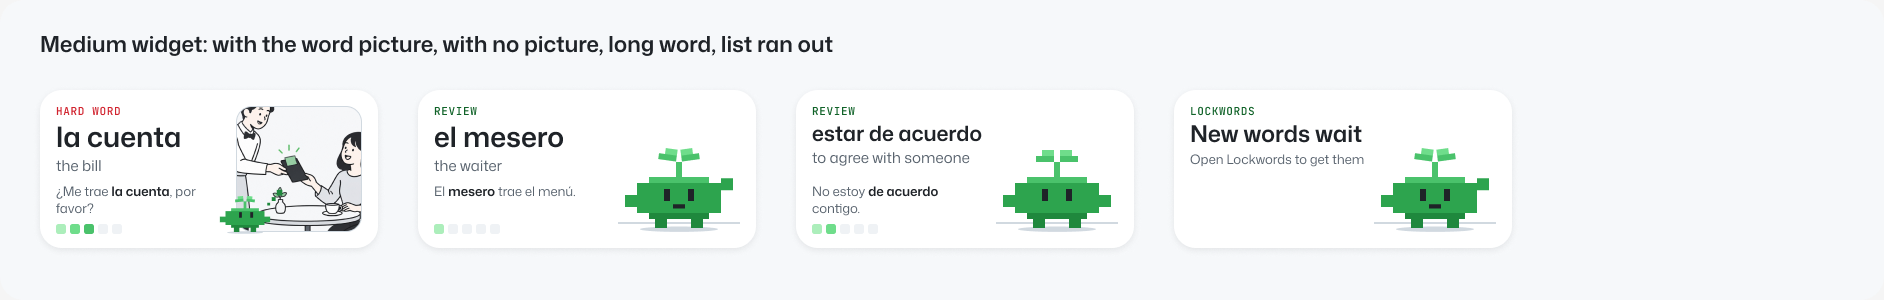 Medium widget: with the word picture, with no picture, long word, list ran out
HARD WORD
la cuenta
the bill
¿Me trae la cuenta, por
favor?
REVIEW
el mesero
the waiter
El mesero trae el menú.
REVIEW
estar de acuerdo
to agree with someone
No estoy de acuerdo
contigo.
LOCKWORDS
New words wait
Open Lockwords to get them